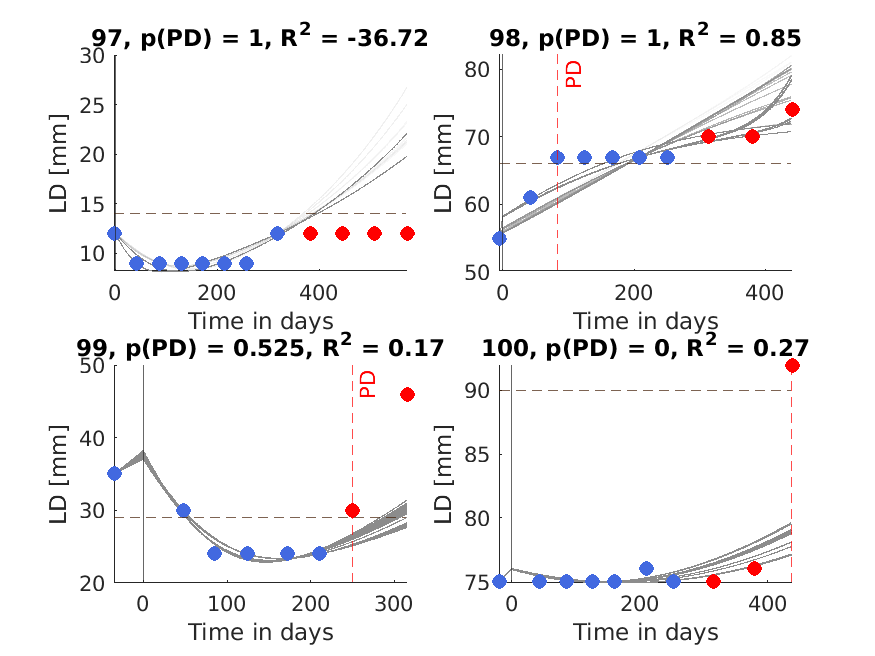 97, p(PD) = 1, R² = -36.72
98, p(PD) = 1, R² = 0.85
30
25
20
15
10
LD [mm]
0
200
400
Time in days
80
70
60
50
LD [mm]
PD
0
200
400
Time in days
99, p(PD) = 0.525, R² = 0.17
100, p(PD) = 0, R² = 0.27
50
40
30
20
LD [mm]
PD
0
100
200
300
Time in days
90
85
80
75
LD [mm]
0
200
400
Time in days